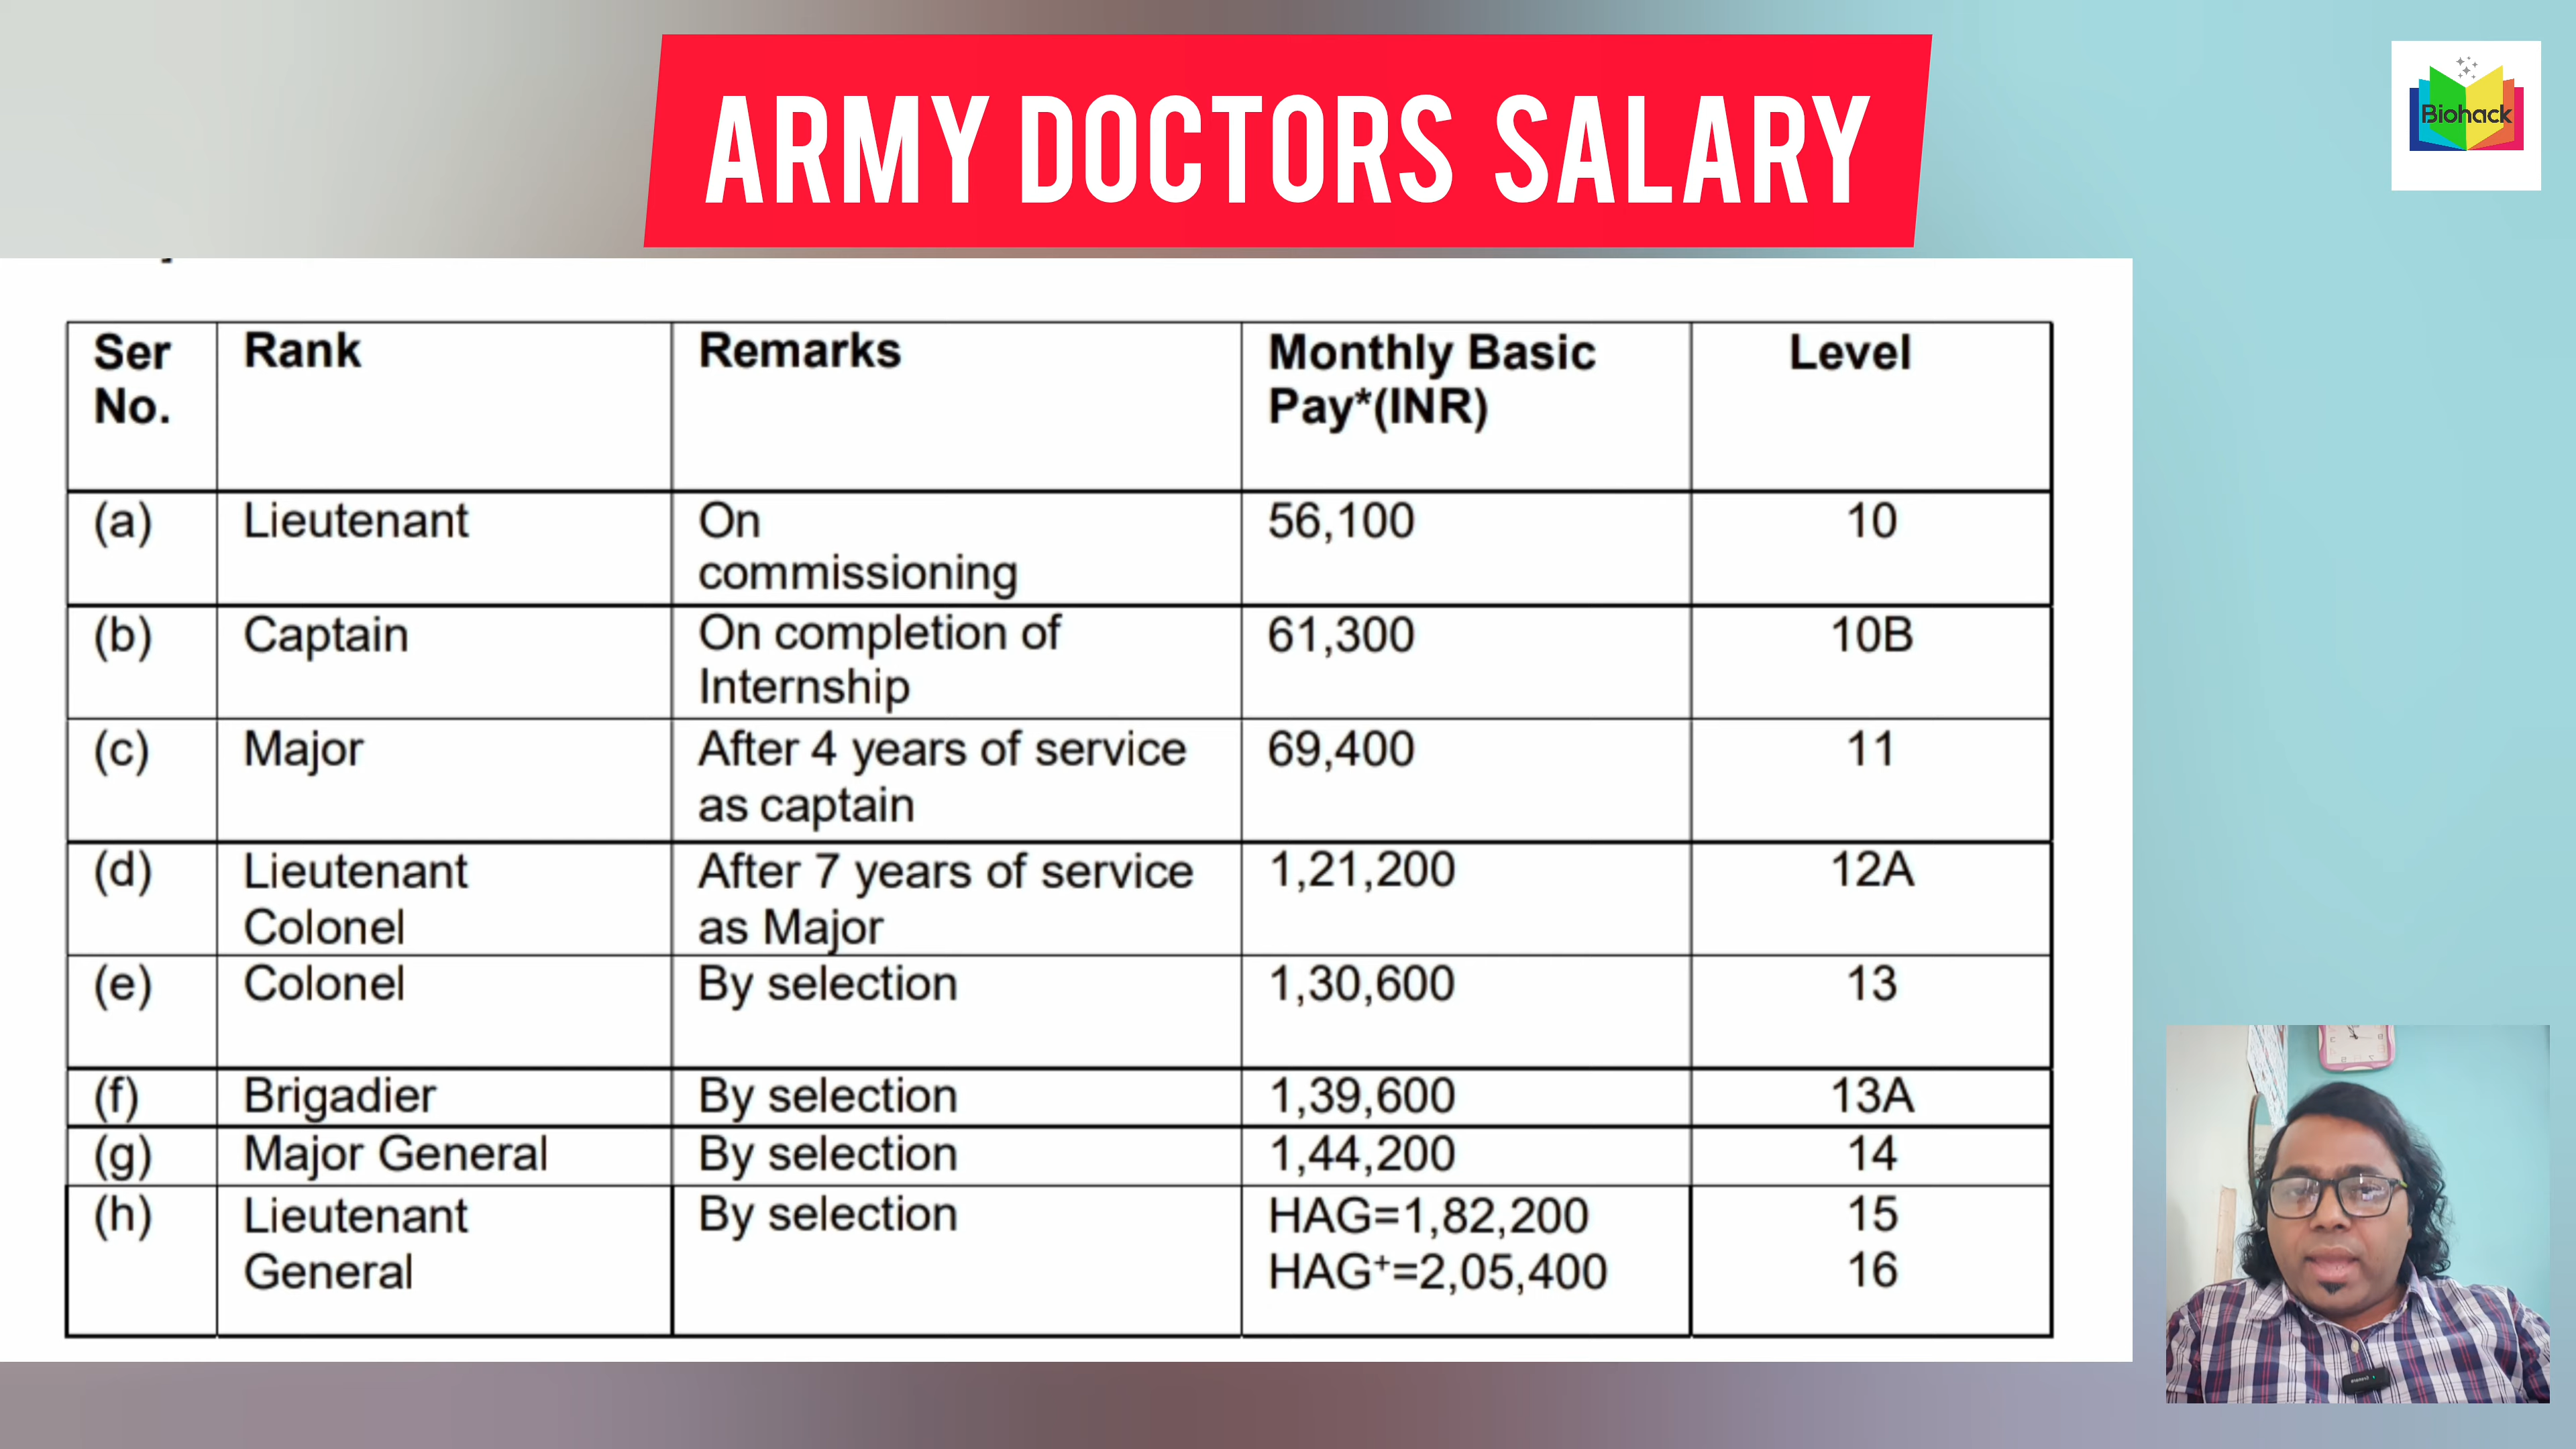 ARMY DOCTORS SALARY
Biohack
Ser No. Rank Remarks Monthly Basic Pay*(INR) Level
(a) Lieutenant On commissioning 56,100 10
(b) Captain On completion of Internship 61,300 10B
(c) Major After 4 years of service as captain 69,400 11
(d) Lieutenant Colonel After 7 years of service as Major 1,21,200 12A
(e) Colonel By selection 1,30,600 13
(f) Brigadier By selection 1,39,600 13A
(g) Major General By selection 1,44,200 14
(h) Lieutenant General By selection HAG=1,82,200 15
HAG+=2,05,400 16